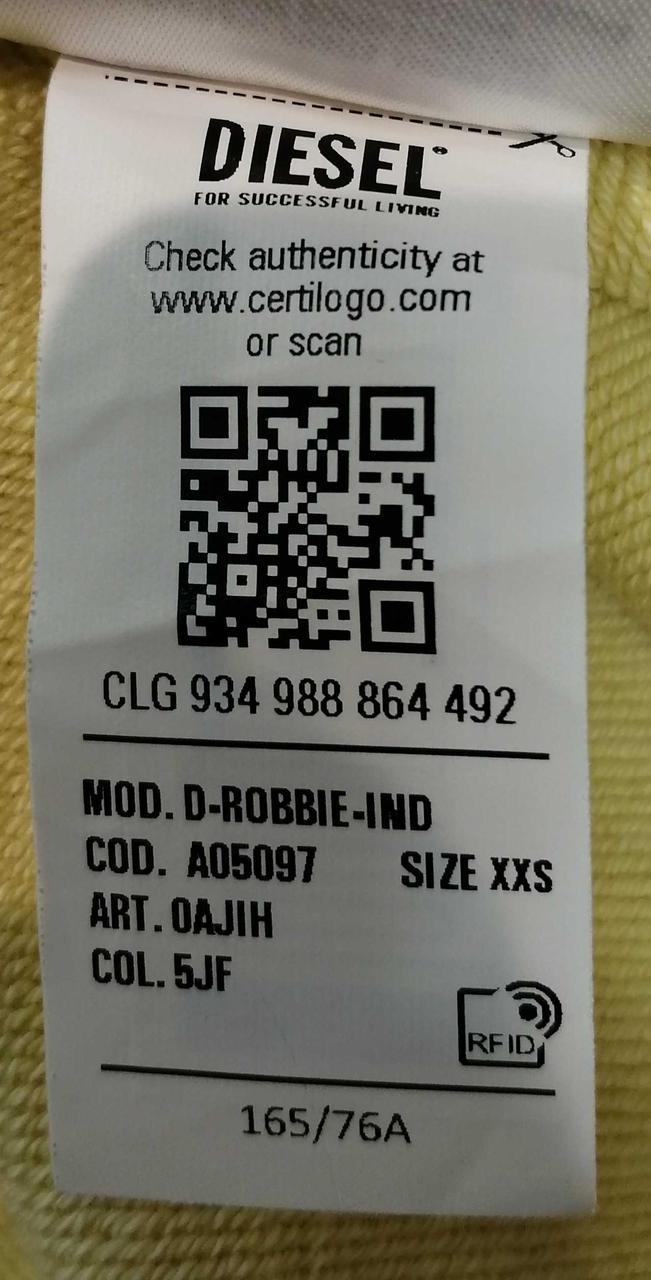 DIESEL
FOR SUCCESSFUL LIVING
Check authenticity at
www.certilogo.com
or scan
CLG 934 988 864 492
MOD. D-ROBBIE-IND
COD. A05097 SIZE XXS
ART. 0AJIH
COL. 5JF
RFID
165/76A